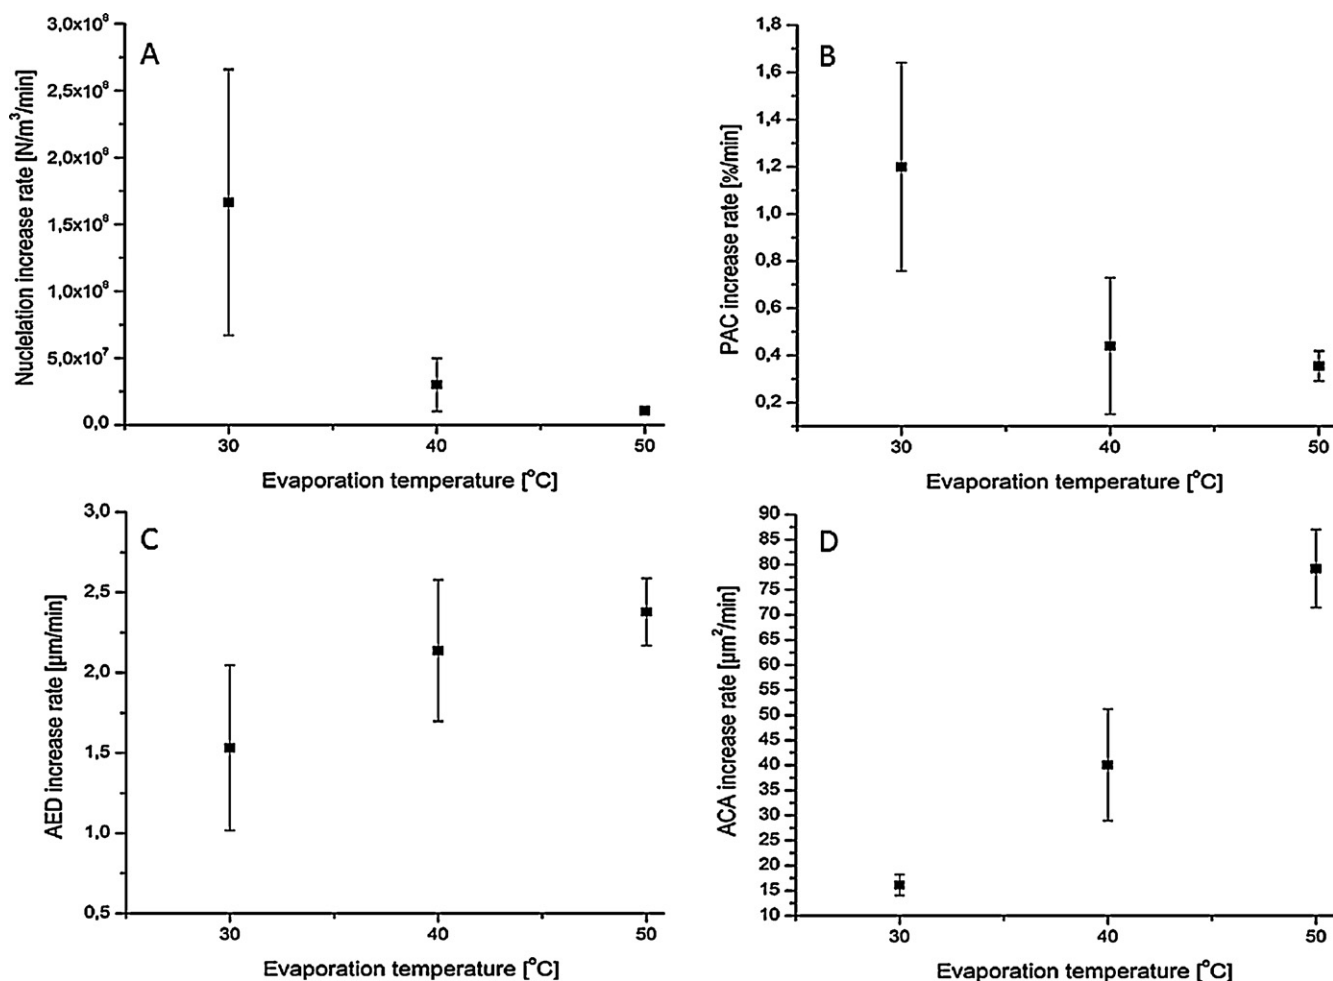 A
Nuclelation increase rate [N/m³/min]
3,0x10⁸
2,5x10⁸
2,0x10⁸
1,5x10⁸
1,0x10⁸
5,0x10⁷
0,0
30 40 50
Evaporation temperature [°C]
B
PAC increase rate [%/min]
1,8
1,6
1,4
1,2
1,0
0,8
0,6
0,4
0,2
30 40 50
Evaporation temperature [°C]
C
AED increase rate [µm/min]
3,0
2,5
2,0
1,5
1,0
0,5
30 40 50
Evaporation temperature [°C]
D
ACA increase rate [µm²/min]
90
85
80
75
70
65
60
55
50
45
40
35
30
25
20
15
10
30 40 50
Evaporation temperature [°C]